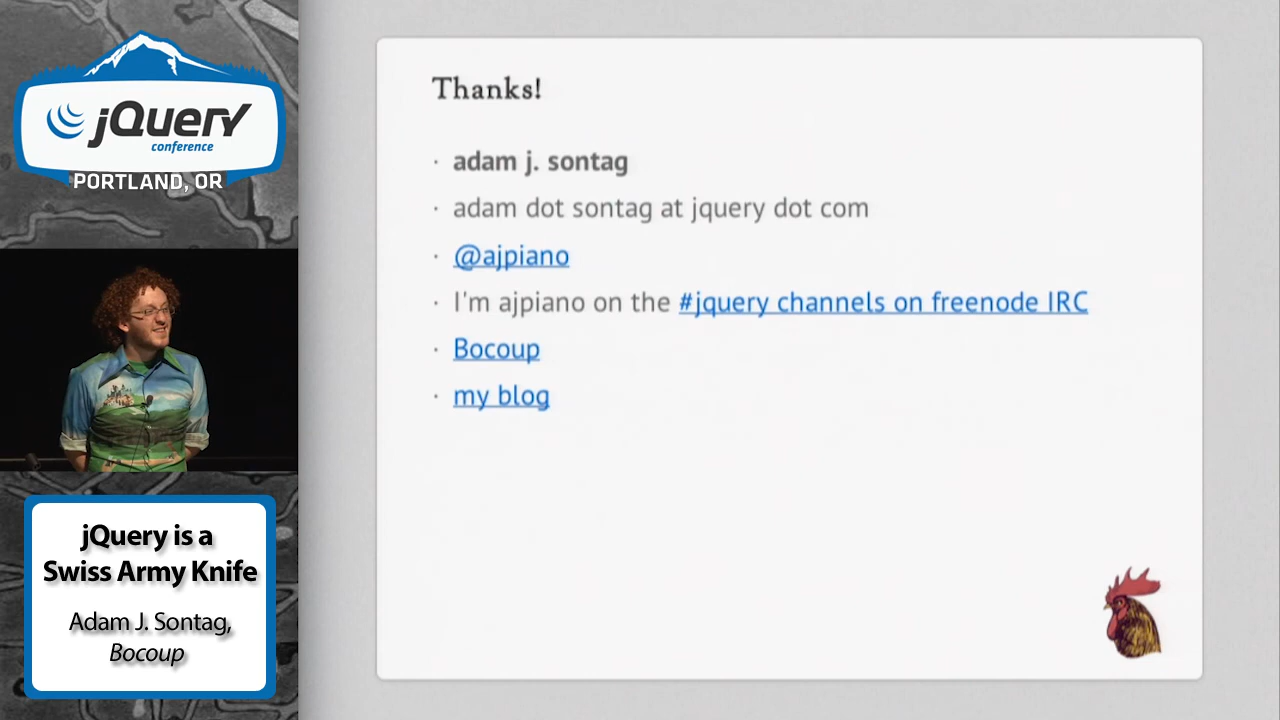 jQuery
conference
PORTLAND, OR
jQuery is a
Swiss Army Knife
Adam J. Sontag,
Bocoup
Thanks!
· adam j. sontag
· adam dot sontag at jquery dot com
· @ajpiano
· I'm ajpiano on the #jquery channels on freenode IRC
· Bocoup
· my blog